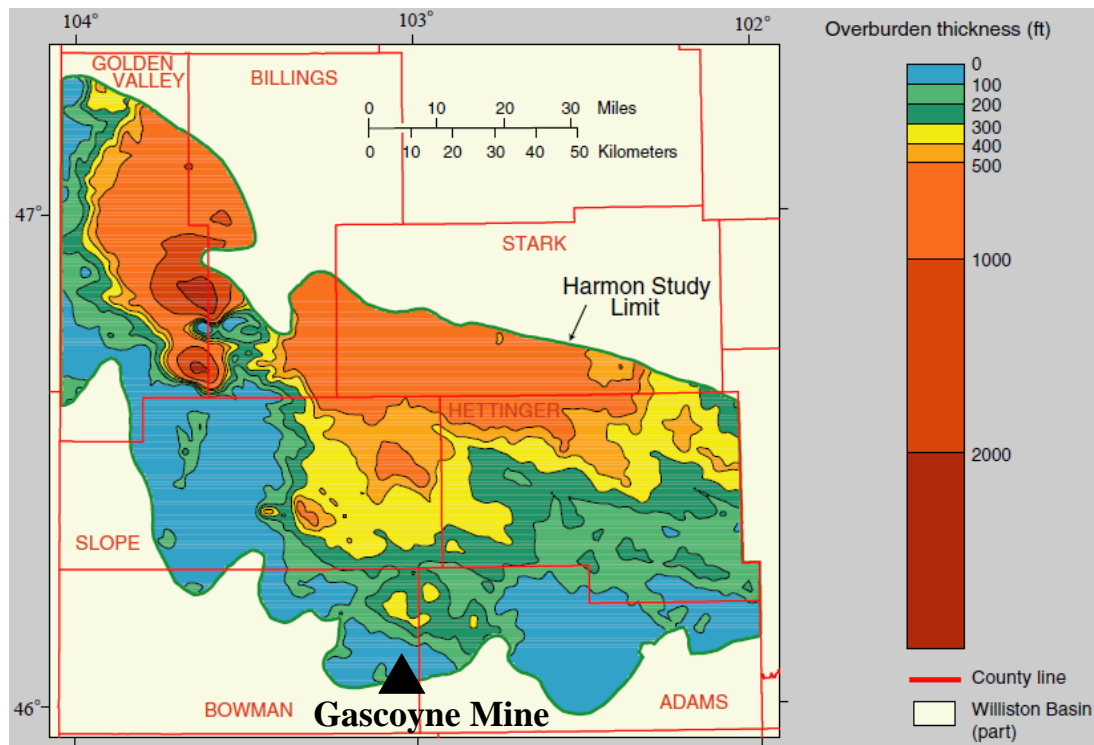 104°
103°
102°
Overburden thickness (ft)
GOLDEN
VALLEY
BILLINGS
0 10 20 30 Miles
0 10 20 30 40 50 Kilometers
0
100
200
300
400
500
1000
2000
47°
STARK
Harmon Study
Limit
HETTINGER
SLOPE
46°
BOWMAN
ADAMS
Gascoyne Mine
County line
Williston Basin
(part)